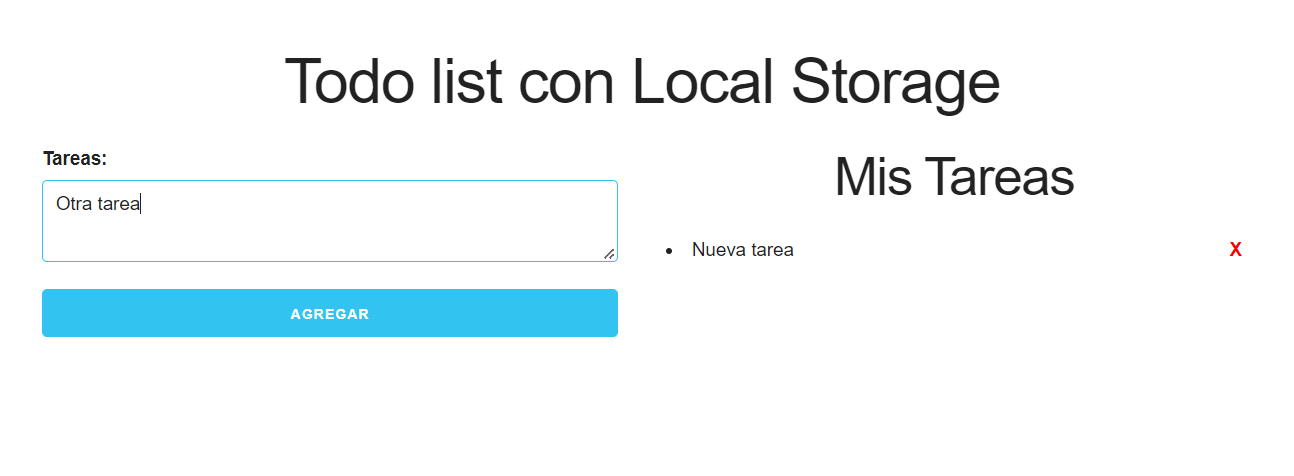 Todo list con Local Storage
Tareas:
Otra tarea
AGREGAR
Mis Tareas
Nueva tarea X